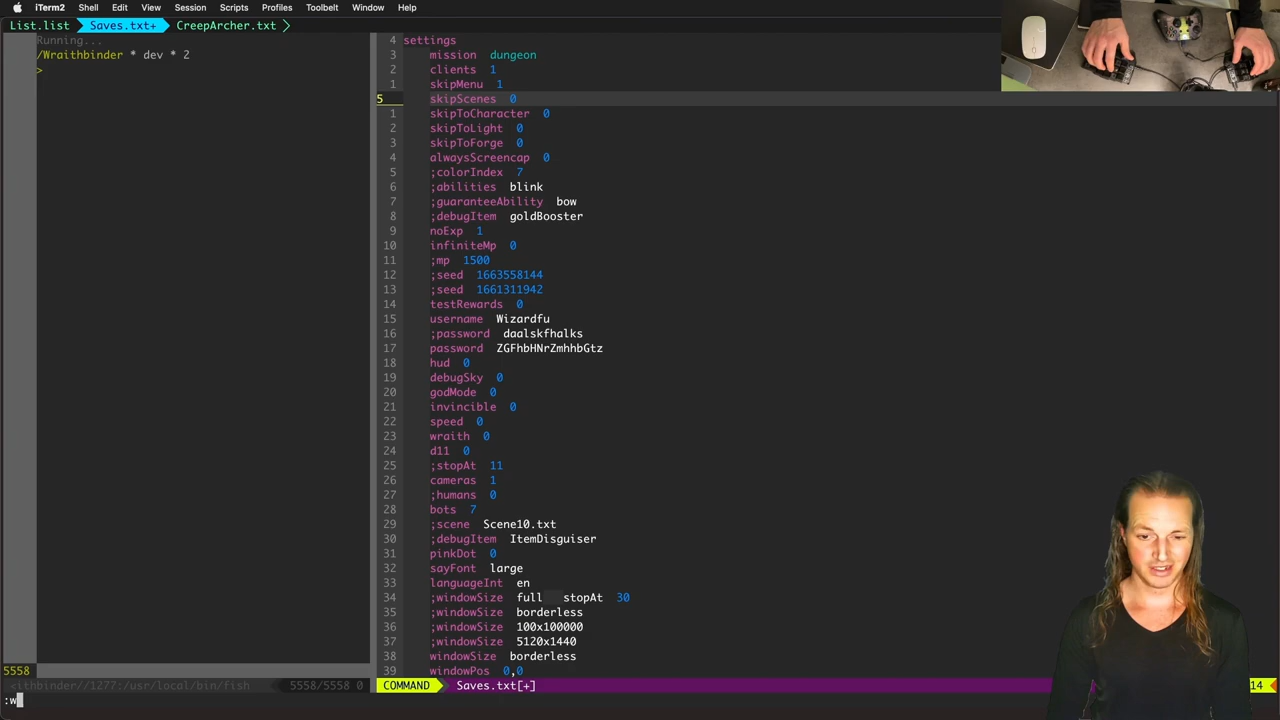 iTerm2 Shell Edit View Session Scripts Profiles Toolbelt Window Help
List.list Saves.txt+ CreepArcher.txt
Running...
/Wraithbinder * dev * 2
>
4 settings
3 mission dungeon
2 clients 1
1 skipMenu 1
5 skipScenes 0
1 skipToCharacter 0
2 skipToLight 0
3 skipToForge 0
4 alwaysScreencap 0
5 ;colorIndex 7
6 ;abilities blink
7 ;guaranteeAbility bow
8 ;debugItem goldBooster
9 noExp 1
10 infiniteMp 0
11 ;mp 1500
12 ;seed 1663558144
13 ;seed 1661311942
14 testRewards 0
15 username Wizardfu
16 ;password daalskfhalks
17 password ZGFhbHNrZmhhbGtz
18 hud 0
19 debugSky 0
20 godMode 0
21 invincible 0
22 speed 0
23 wraith 0
24 d11 0
25 ;stopAt 11
26 cameras 1
27 ;humans 0
28 bots 7
29 ;scene Scene10.txt
30 ;debugItem ItemDisguiser
31 pinkDot 0
32 sayFont large
33 languageInt en
34 ;windowSize full stopAt 30
35 ;windowSize borderless
36 ;windowSize 100x100000
37 ;windowSize 5120x1440
38 windowSize borderless
39 windowPos 0,0
5558
<ithbinder//1277:/usr/local/bin/fish 5558/5558 0
COMMAND Saves.txt[+] 14
:w